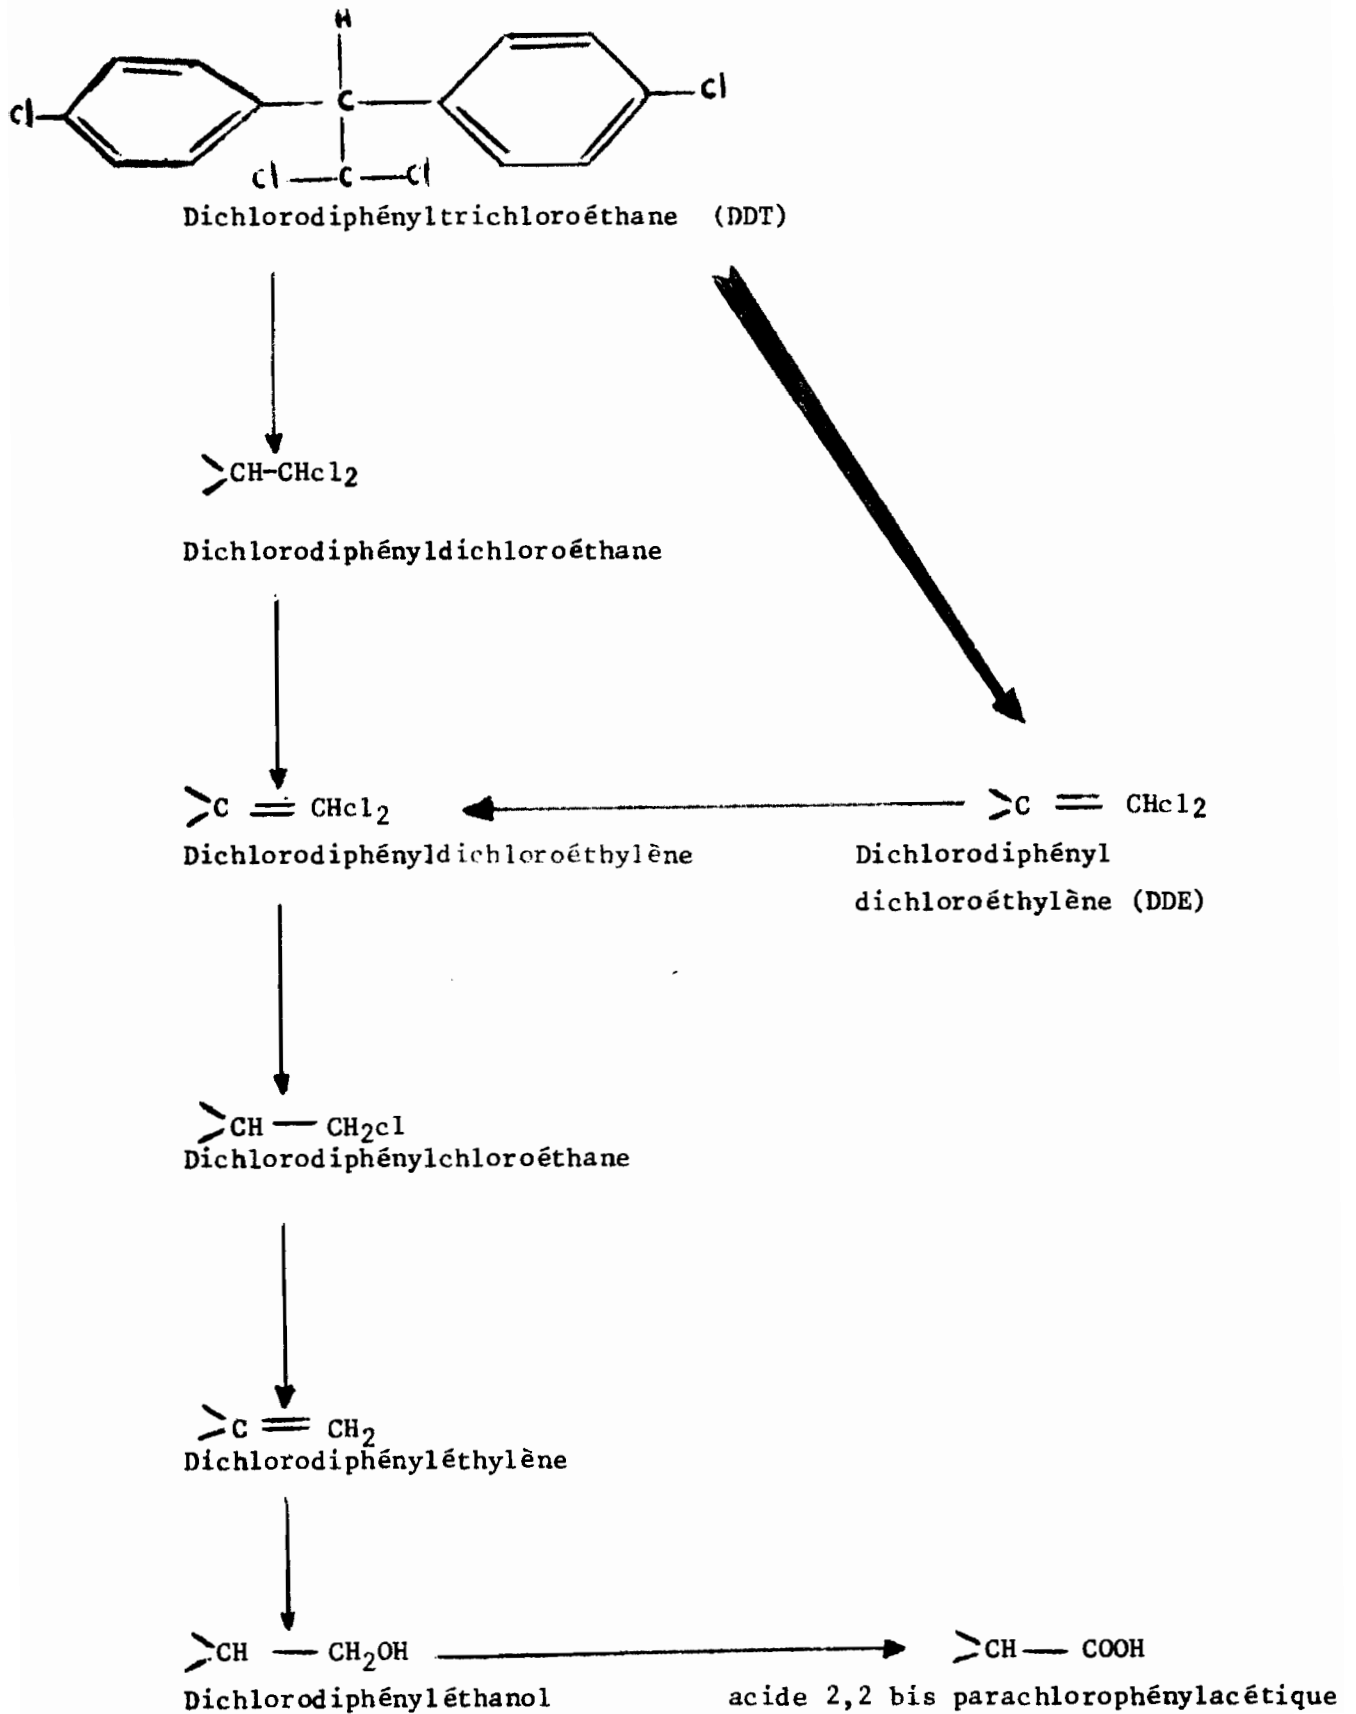 H
Cl C Cl
Cl C Cl
Dichlorodiphényltrichloroéthane (DDT)
CH-CHcl2
Dichlorodiphényldichloroéthane
C = CHcl2
C = CHcl2
Dichlorodiphényldichloroéthylène
Dichlorodiphényl
dichloroéthylène (DDE)
CH — CH2cl
Dichlorodiphénylchloroéthane
C = CH2
Dichlorodiphényléthylène
CH — CH2OH
CH — COOH
Dichlorodiphényléthanol
acide 2,2 bis parachlorophénylacétique